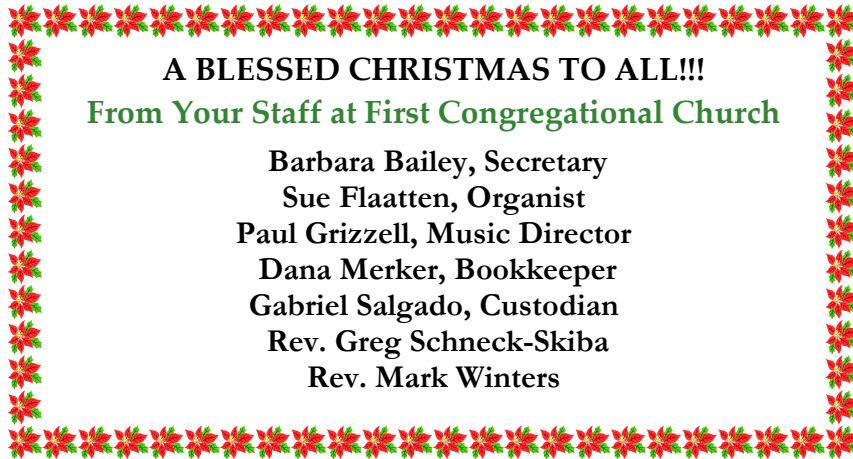 A BLESSED CHRISTMAS TO ALL!!!
From Your Staff at First Congregational Church
Barbara Bailey, Secretary
Sue Flaatten, Organist
Paul Grizzell, Music Director
Dana Merker, Bookkeeper
Gabriel Salgado, Custodian
Rev. Greg Schneck-Skiba
Rev. Mark Winters